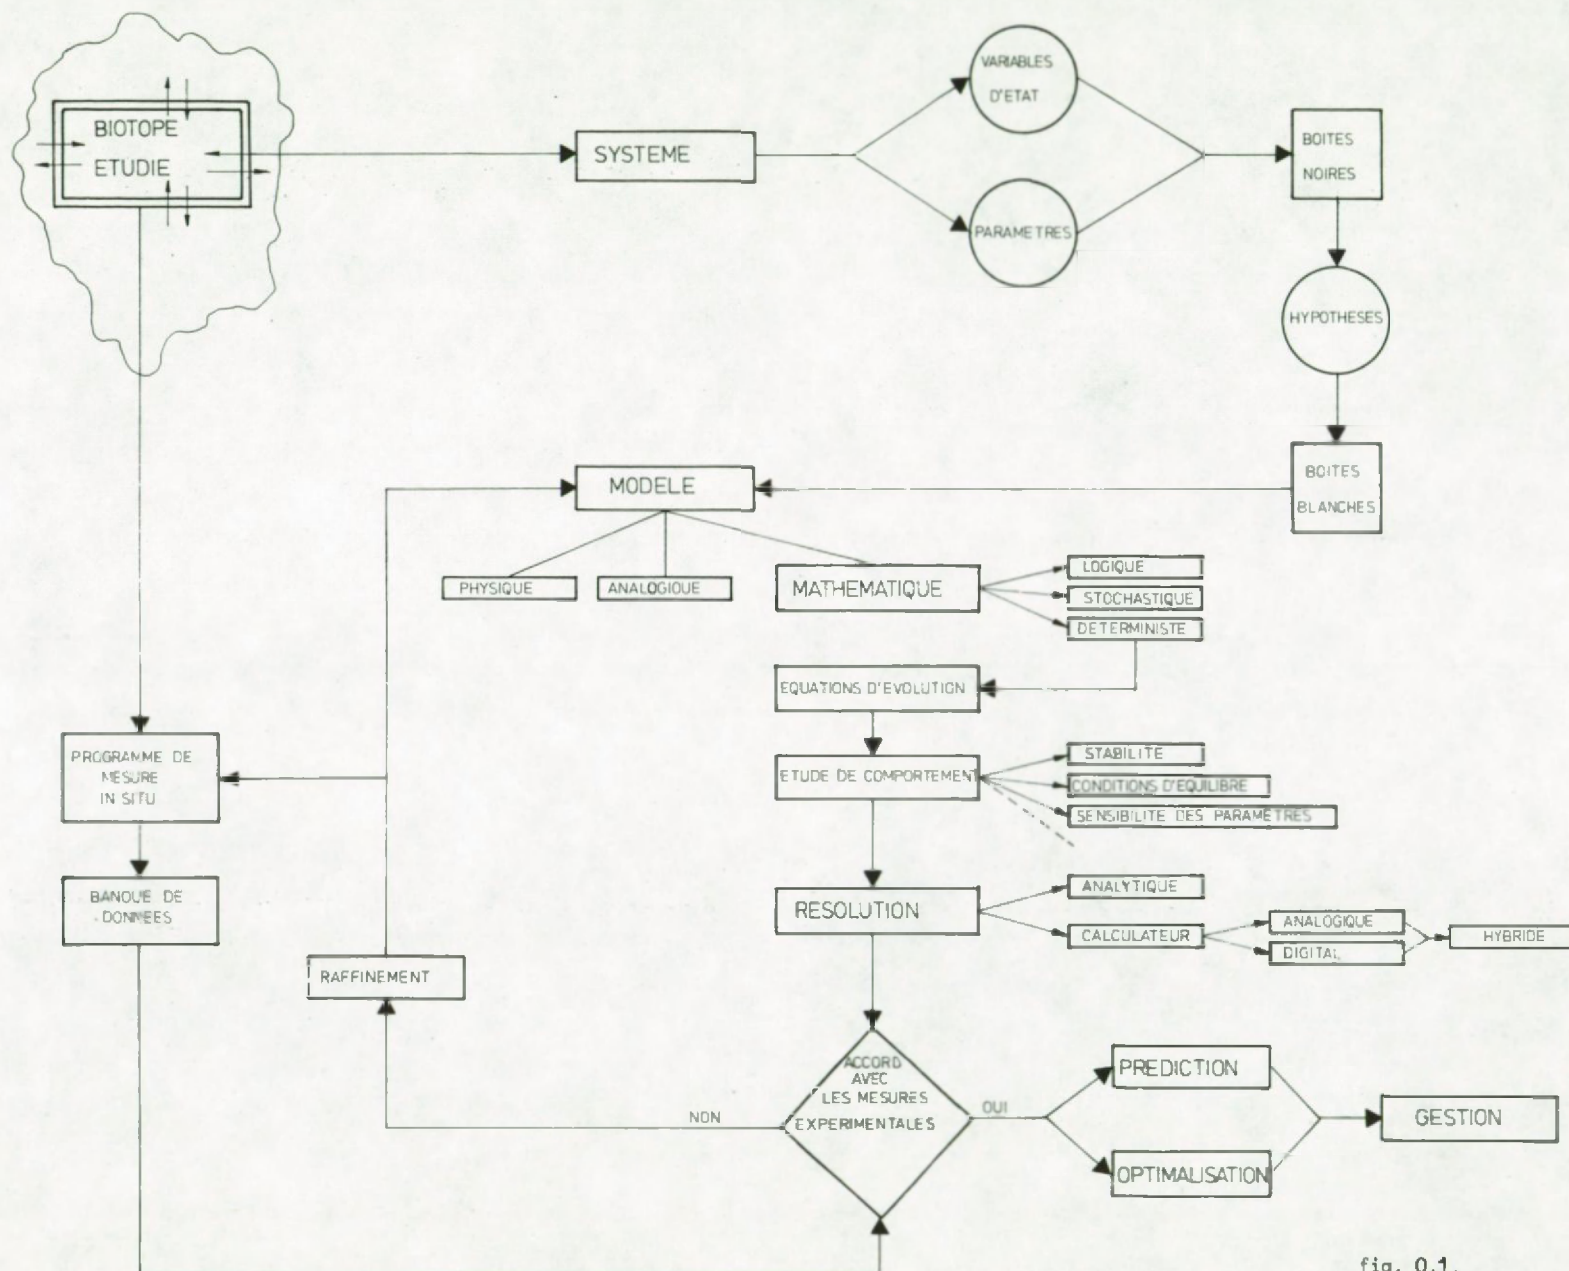 BIOTOPE
ETUDIE
SYSTEME
VARIABLES
D'ETAT
PARAMETRES
BOITES
NOIRES
HYPOTHESES
BOITES
BLANCHES
MODELE
PHYSIQUE
ANALOGIQUE
MATHEMATIQUE
LOGIQUE
STOCHASTIQUE
DETERMINISTE
EQUATIONS D'EVOLUTION
ETUDE DE COMPORTEMENT
STABILITE
CONDITIONS D'EQUILIBRE
SENSIBILITE DES PARAMETRES
PROGRAMME DE
MESURE
IN SITU
BANQUE DE
DONNEES
RESOLUTION
ANALYTIQUE
CALCULATEUR
ANALOGIQUE
DIGITAL
HYBRIDE
RAFFINEMENT
ACCORD
AVEC
LES MESURES
EXPERIMENTALES
NON
OUI
PREDICTION
OPTIMALISATION
GESTION
fig. 0.1.